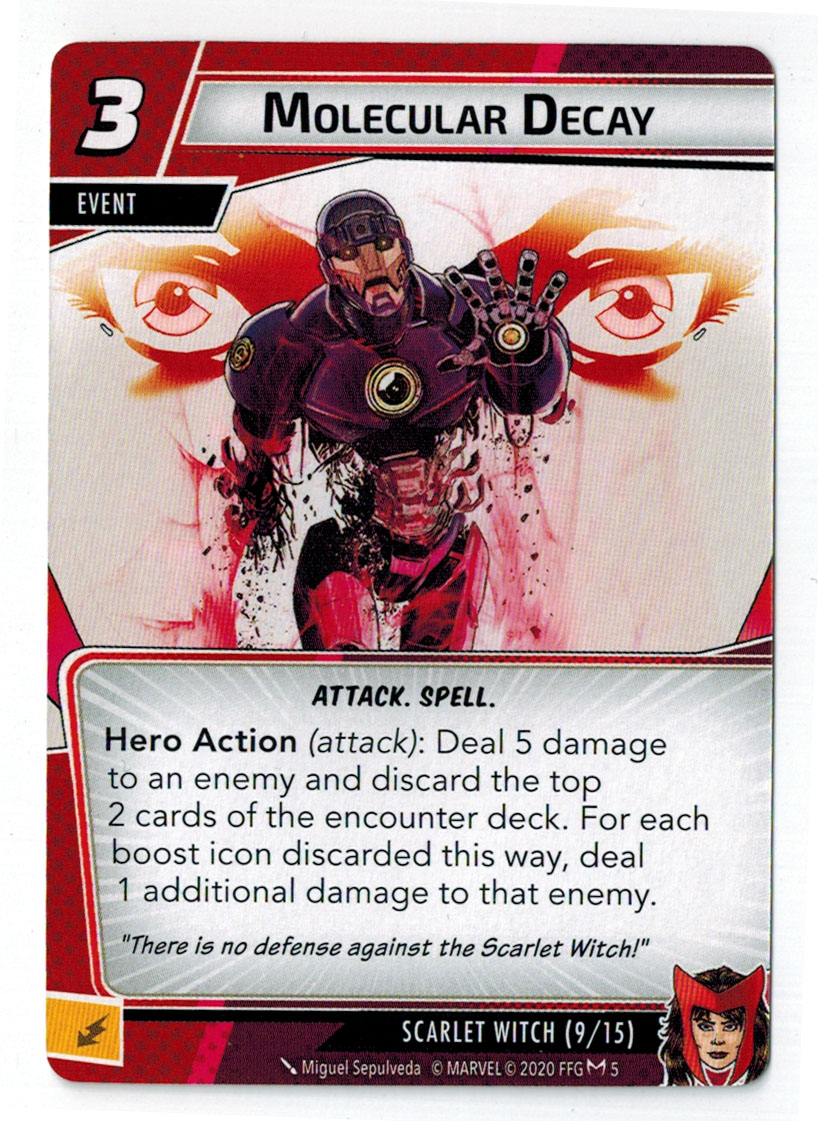 3
MOLECULAR DECAY
EVENT
ATTACK. SPELL.
Hero Action (attack): Deal 5 damage
to an enemy and discard the top
2 cards of the encounter deck. For each
boost icon discarded this way, deal
1 additional damage to that enemy.
"There is no defense against the Scarlet Witch!"
SCARLET WITCH (9/15)
Miguel Sepulveda © MARVEL © 2020 FFG 5